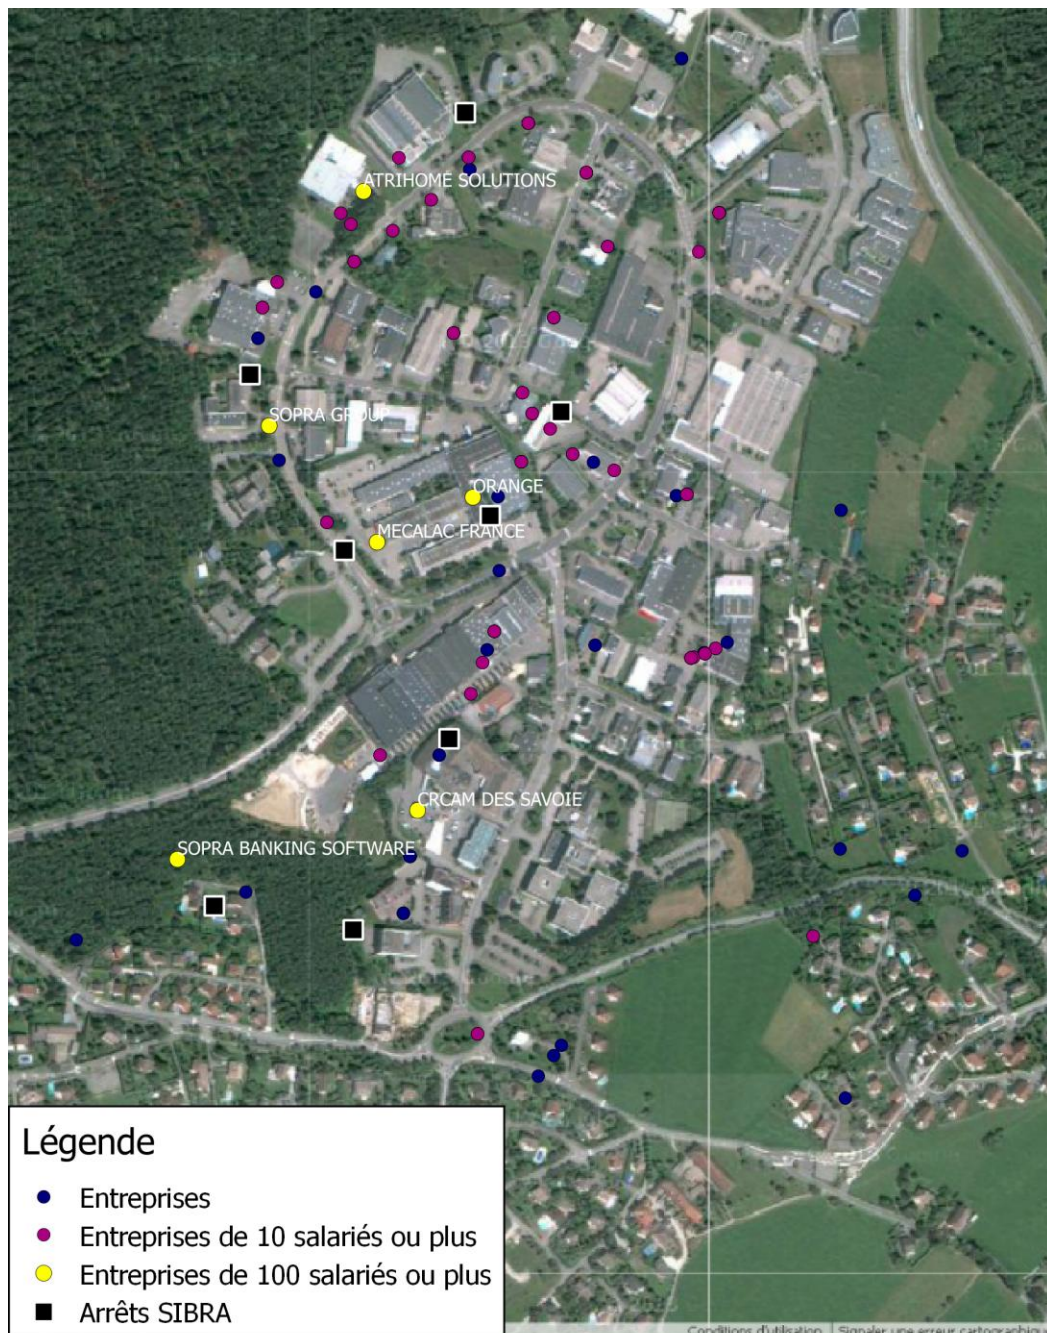 ATRIHOME SOLUTIONS
SOPRA GROUP
ORANGE
MECALAC FRANCE
CRCAM DES SAVOIE
SOPRA BANKING SOFTWARE
Légende
Entreprises
Entreprises de 10 salariés ou plus
Entreprises de 100 salariés ou plus
Arrêts SIBRA
Conditions d'utilisation
Signaler une erreur cartographique